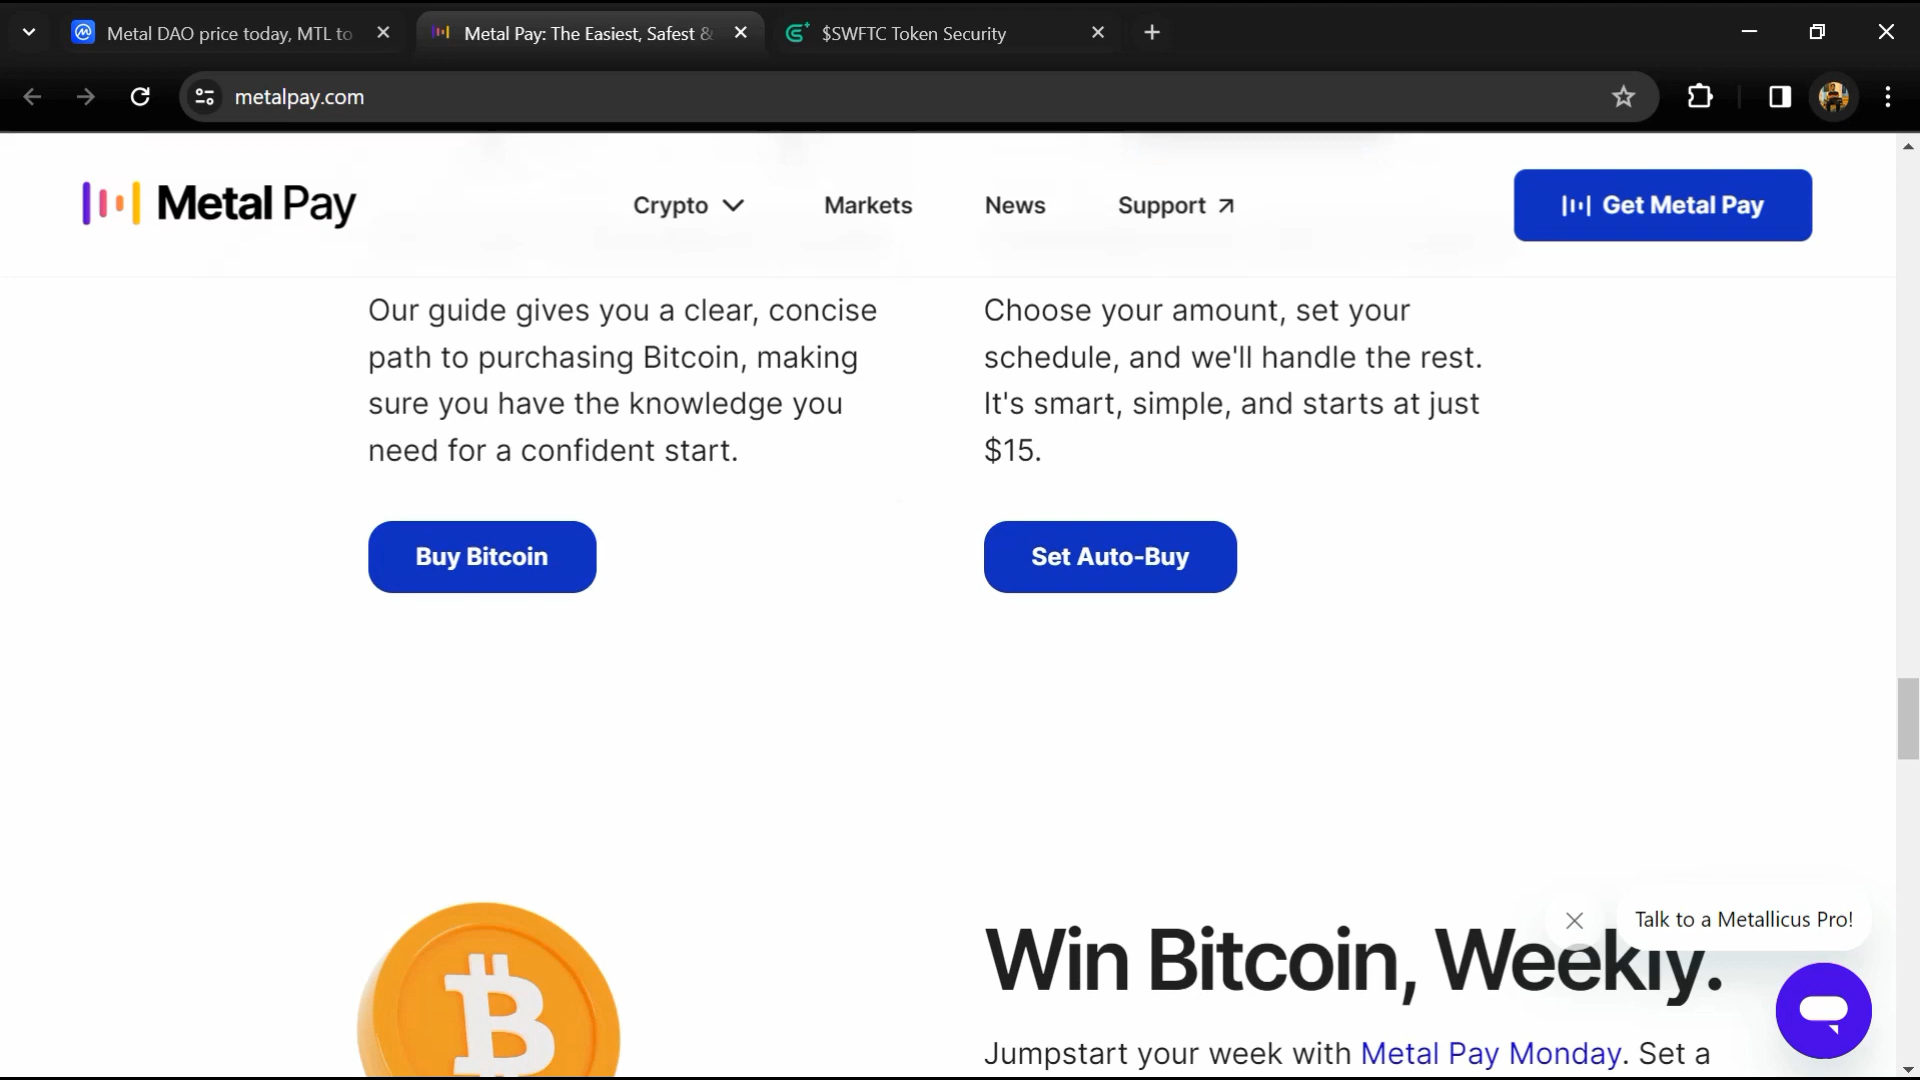 Metal DAO price today, MTL to
Metal Pay: The Easiest, Safest &
$SWFTC Token Security
metalpay.com
Metal Pay
Crypto
Markets
News
Support
Get Metal Pay
Our guide gives you a clear, concise
path to purchasing Bitcoin, making
sure you have the knowledge you
need for a confident start.
Buy Bitcoin
Choose your amount, set your
schedule, and we'll handle the rest.
It's smart, simple, and starts at just
$15.
Set Auto-Buy
Talk to a Metallicus Pro!
Win Bitcoin, Weekly.
Jumpstart your week with Metal Pay Monday. Set a